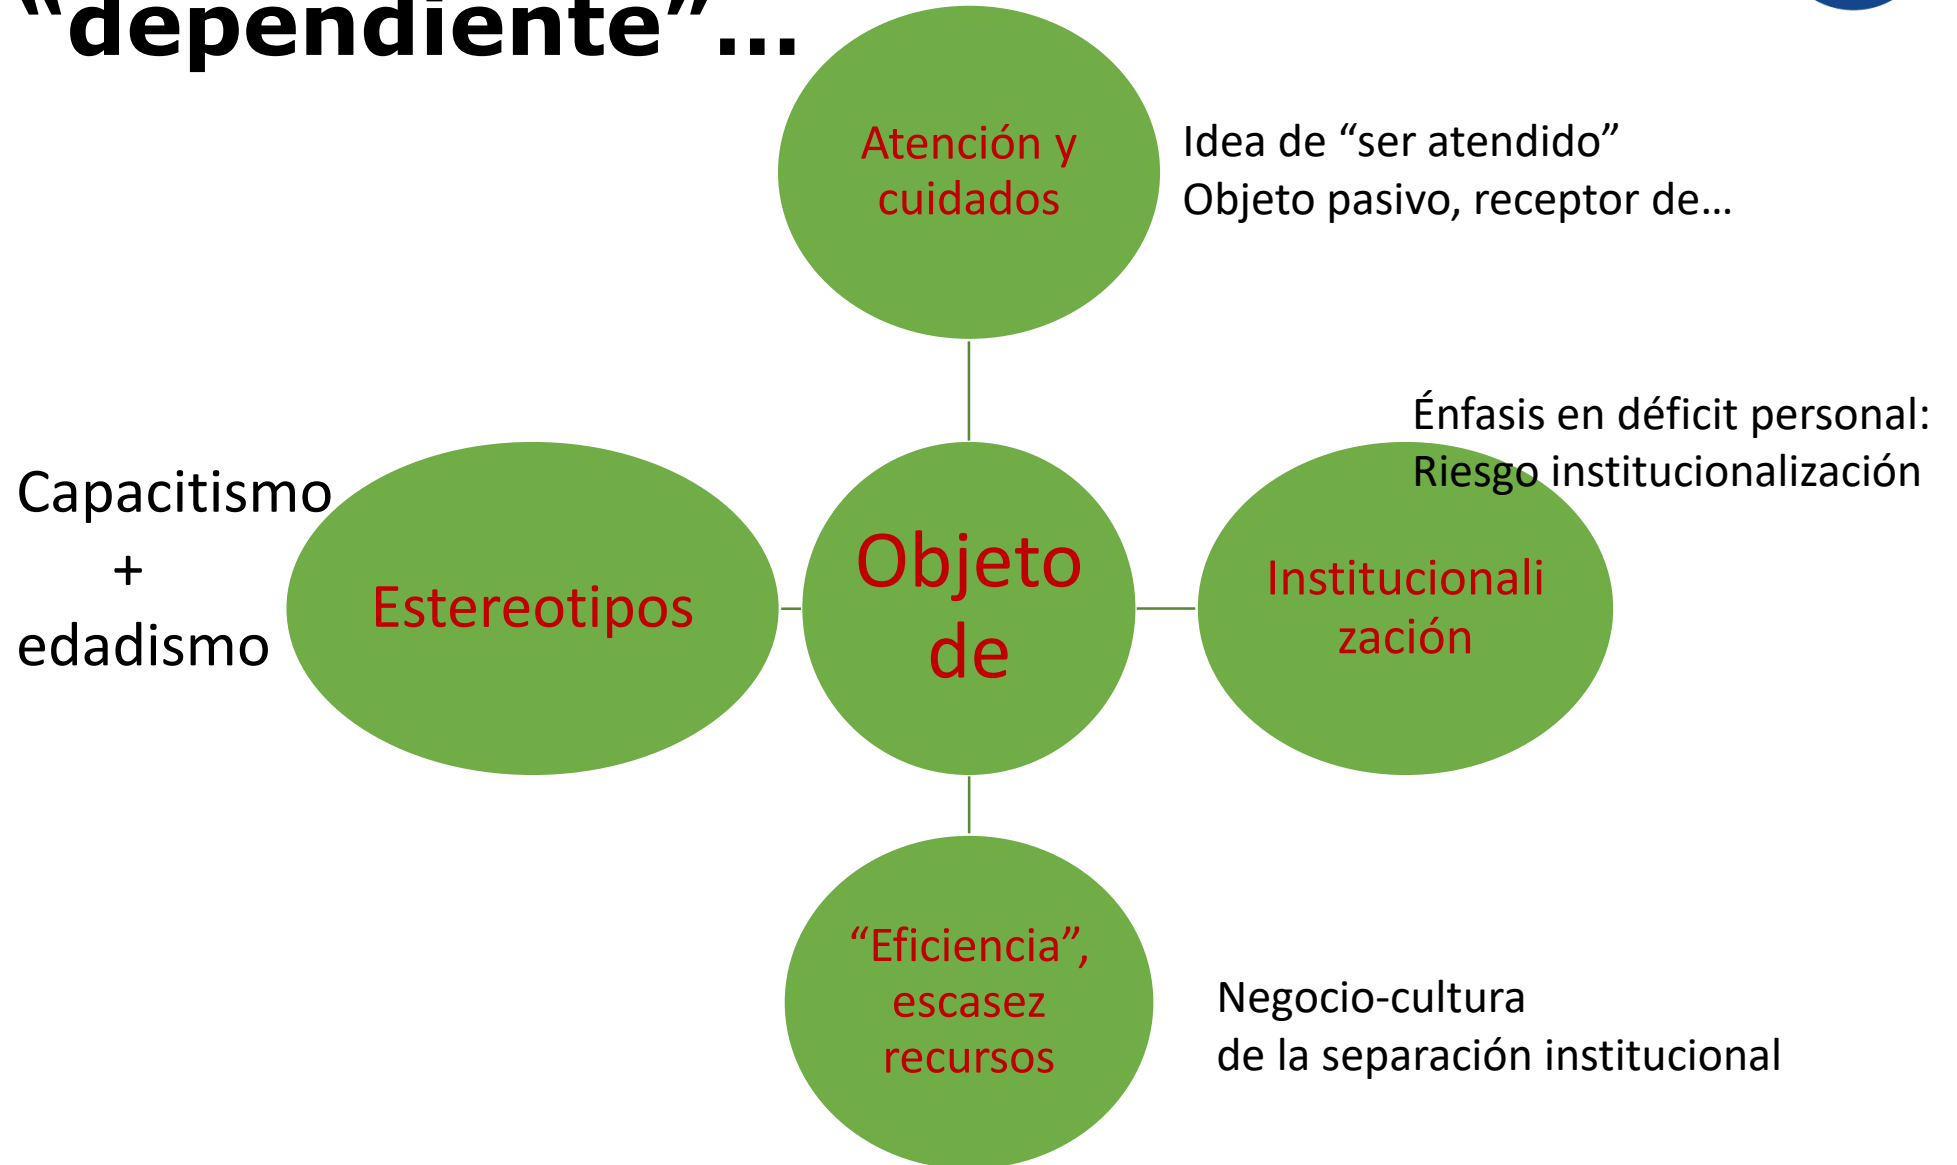 “dependiente”…
Atención y
cuidados
Idea de “ser atendido”
Objeto pasivo, receptor de…
Énfasis en déficit personal:
Riesgo institucionalización
Capacitismo
+
edadismo
Estereotipos
Objeto
de
Institucionali
zación
“Eficiencia”,
escasez
recursos
Negocio-cultura
de la separación institucional